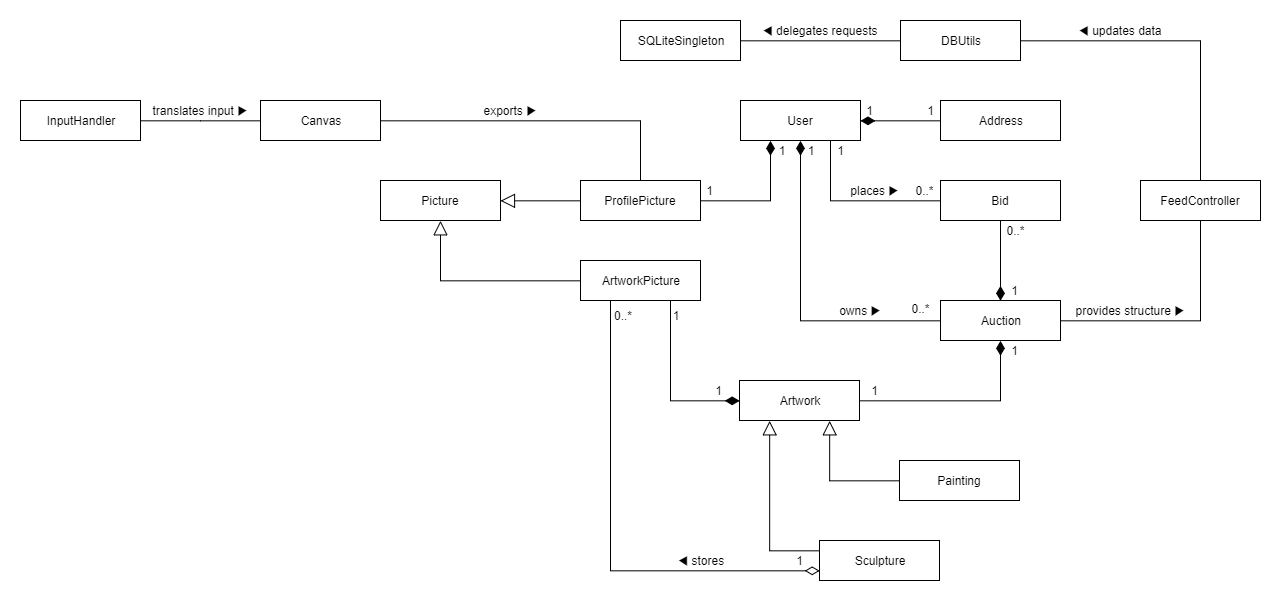 SQLiteSingleton
◀ delegates requests
DBUtils
◀ updates data
InputHandler
translates input ▶
Canvas
exports ▶
User
1
1
Address
1
1
1
Picture
ProfilePicture
1
places ▶
0..*
Bid
FeedController
0..*
ArtworkPicture
1
0..*
1
owns ▶
0..*
Auction
provides structure ▶
1
1
Artwork
1
Painting
◀ stores
1
Sculpture